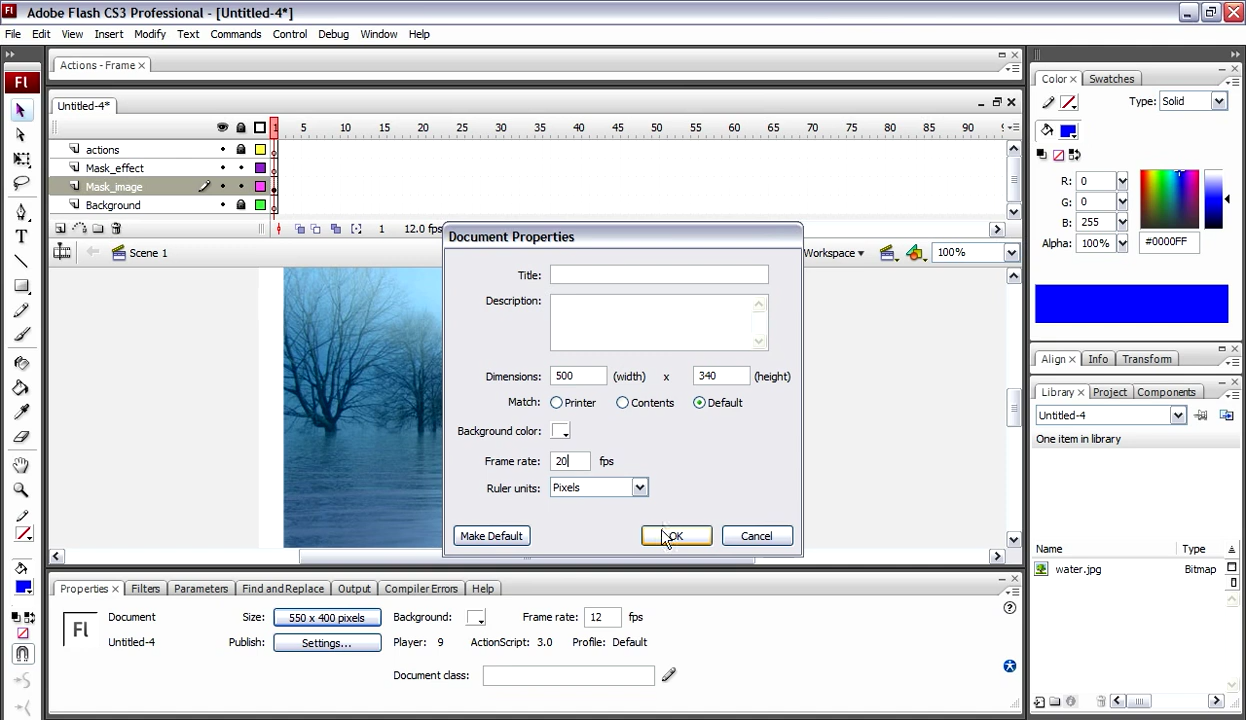 Adobe Flash CS3 Professional - [Untitled-4*]
File Edit View Insert Modify Text Commands Control Debug Window Help
Actions - Frame ×
Untitled-4*
1 5 10 15 20 25 30 35 40 45 50 55 60 65 70 75 80 85 90
actions
Mask_effect
Mask_image
Background
1 12.0 fps
Scene 1
Workspace
100%
Document Properties
Title:
Description:
Dimensions: 500 (width) x 340 (height)
Match: Printer Contents Default
Background color:
Frame rate: 20 fps
Ruler units: Pixels
Make Default OK Cancel
Properties × Filters Parameters Find and Replace Output Compiler Errors Help
Document Size: 550 x 400 pixels Background: Frame rate: 12 fps
Untitled-4 Publish: Settings... Player: 9 ActionScript: 3.0 Profile: Default
Document class:
Fl
Fl
Color × Swatches
Type: Solid
R: 0
G: 0
B: 255
Alpha: 100% #0000FF
Align × Info Transform
Library × Project Components
Untitled-4
One item in library
Name Type
water.jpg Bitmap